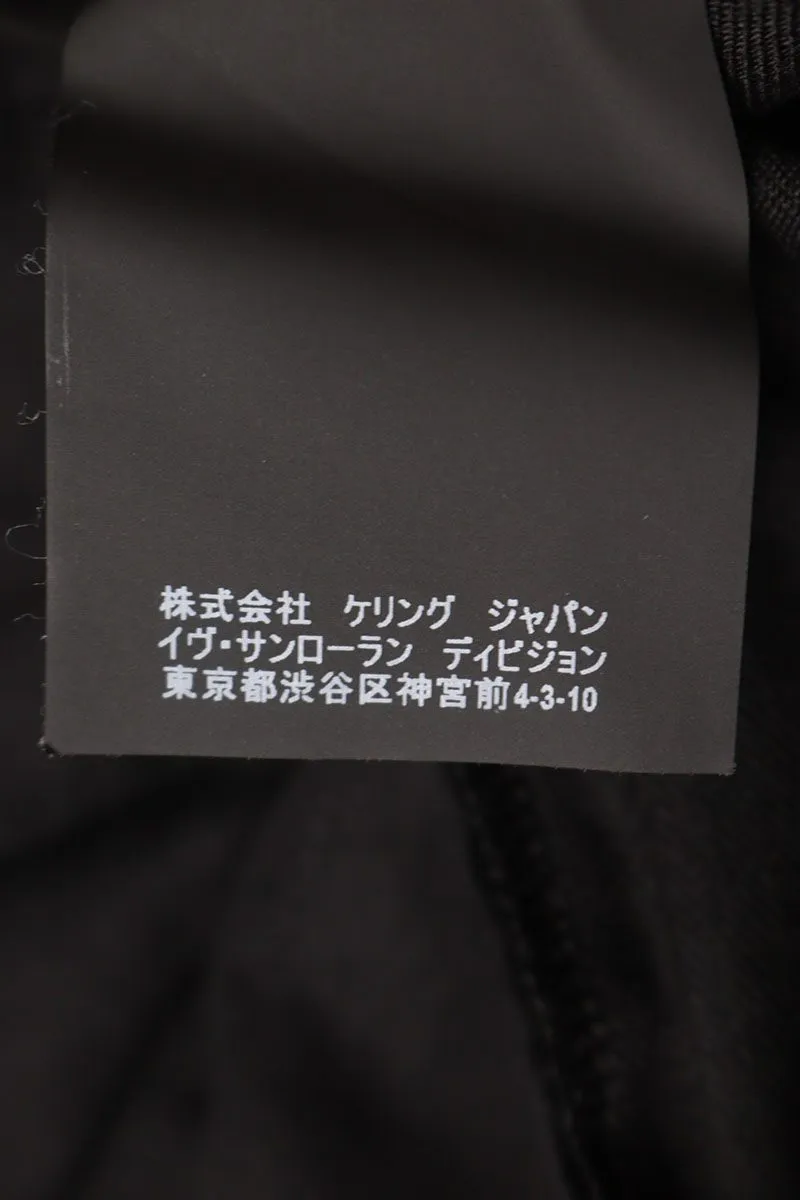 株式会社 ケリング ジャパン
イヴ・サンローラン ディビジョン
東京都渋谷区神宮前4-3-10